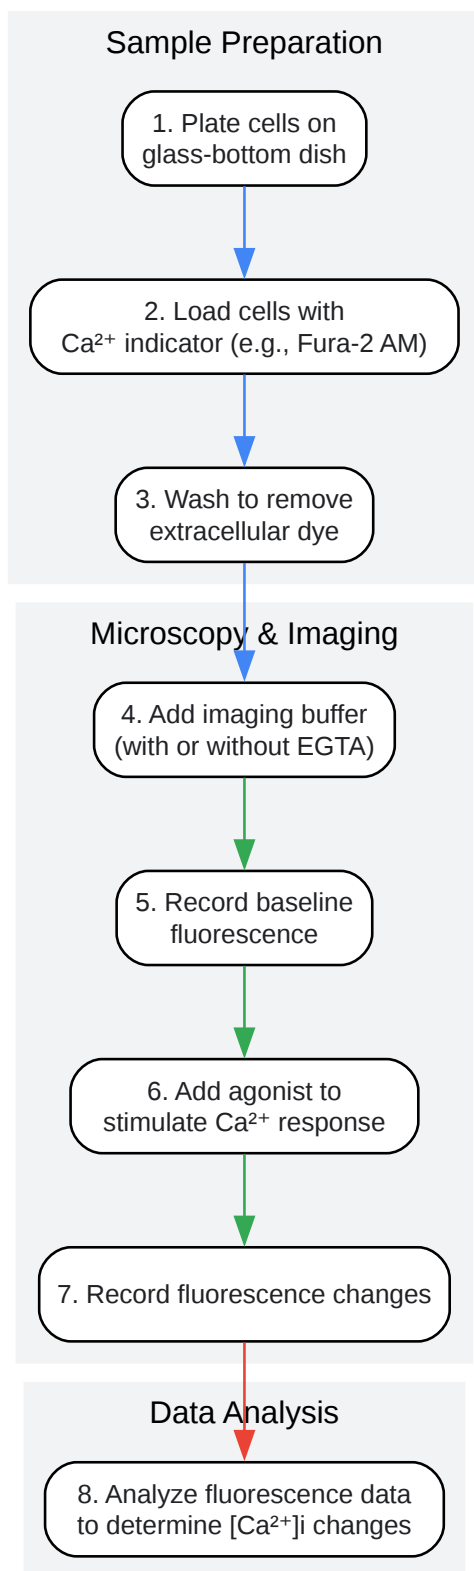 Sample Preparation
1. Plate cells on
glass-bottom dish
2. Load cells with
Ca²⁺ indicator (e.g., Fura-2 AM)
3. Wash to remove
extracellular dye
Microscopy & Imaging
4. Add imaging buffer
(with or without EGTA)
5. Record baseline
fluorescence
6. Add agonist to
stimulate Ca²⁺ response
7. Record fluorescence changes
Data Analysis
8. Analyze fluorescence data
to determine [Ca²⁺]i changes